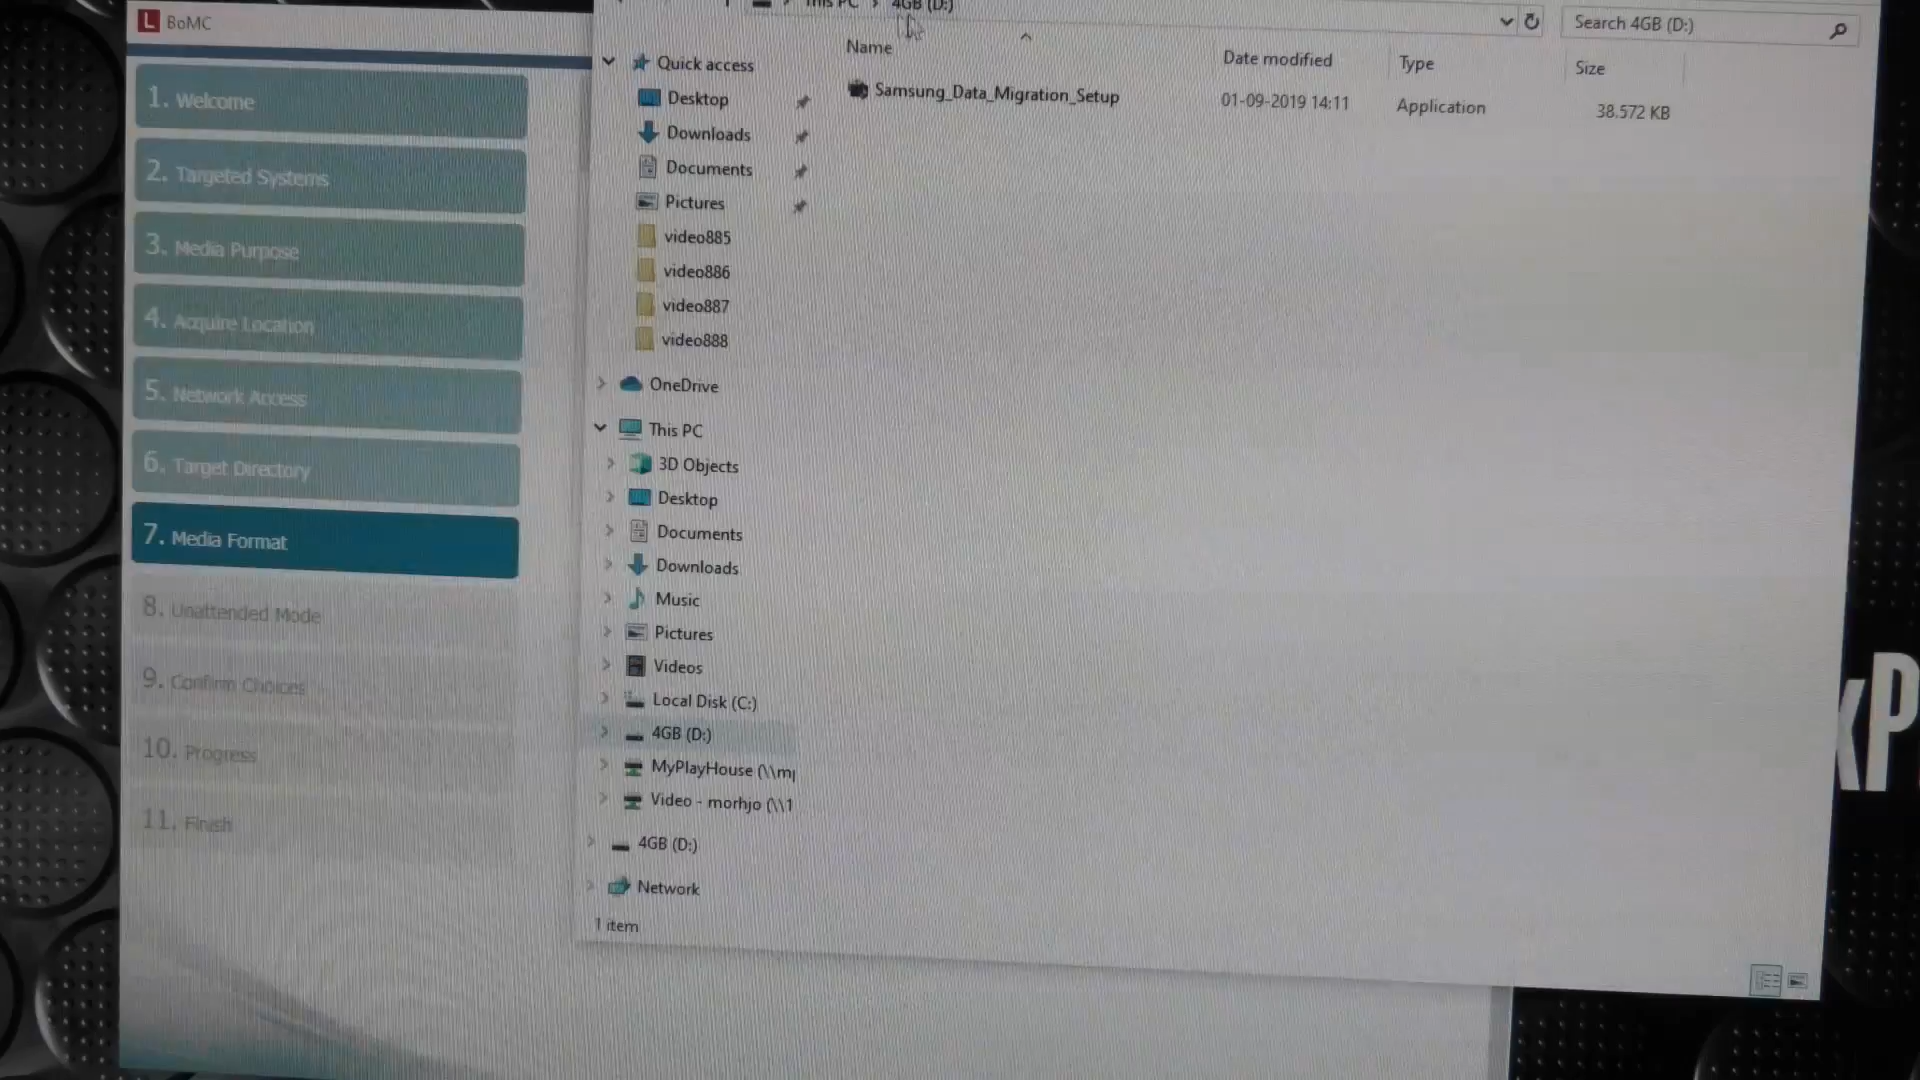 BoMC
1. Welcome
2. Targeted Systems
3. Media Purpose
4. Acquire Location
5. Network Access
6. Target Directory
7. Media Format
8. Unattended Mode
9. Confirm Choices
10. Progress
11. Finish
This PC > 4GB (D:)
Search 4GB (D:)
Name Date modified Type Size
Samsung_Data_Migration_Setup 01-09-2019 14:11 Application 38.572 KB
Quick access
Desktop
Downloads
Documents
Pictures
video885
video886
video887
video888
OneDrive
This PC
3D Objects
Desktop
Documents
Downloads
Music
Pictures
Videos
Local Disk (C:)
4GB (D:)
MyPlayHouse (\\my
Video - morhjo (\\1
4GB (D:)
Network
1 item